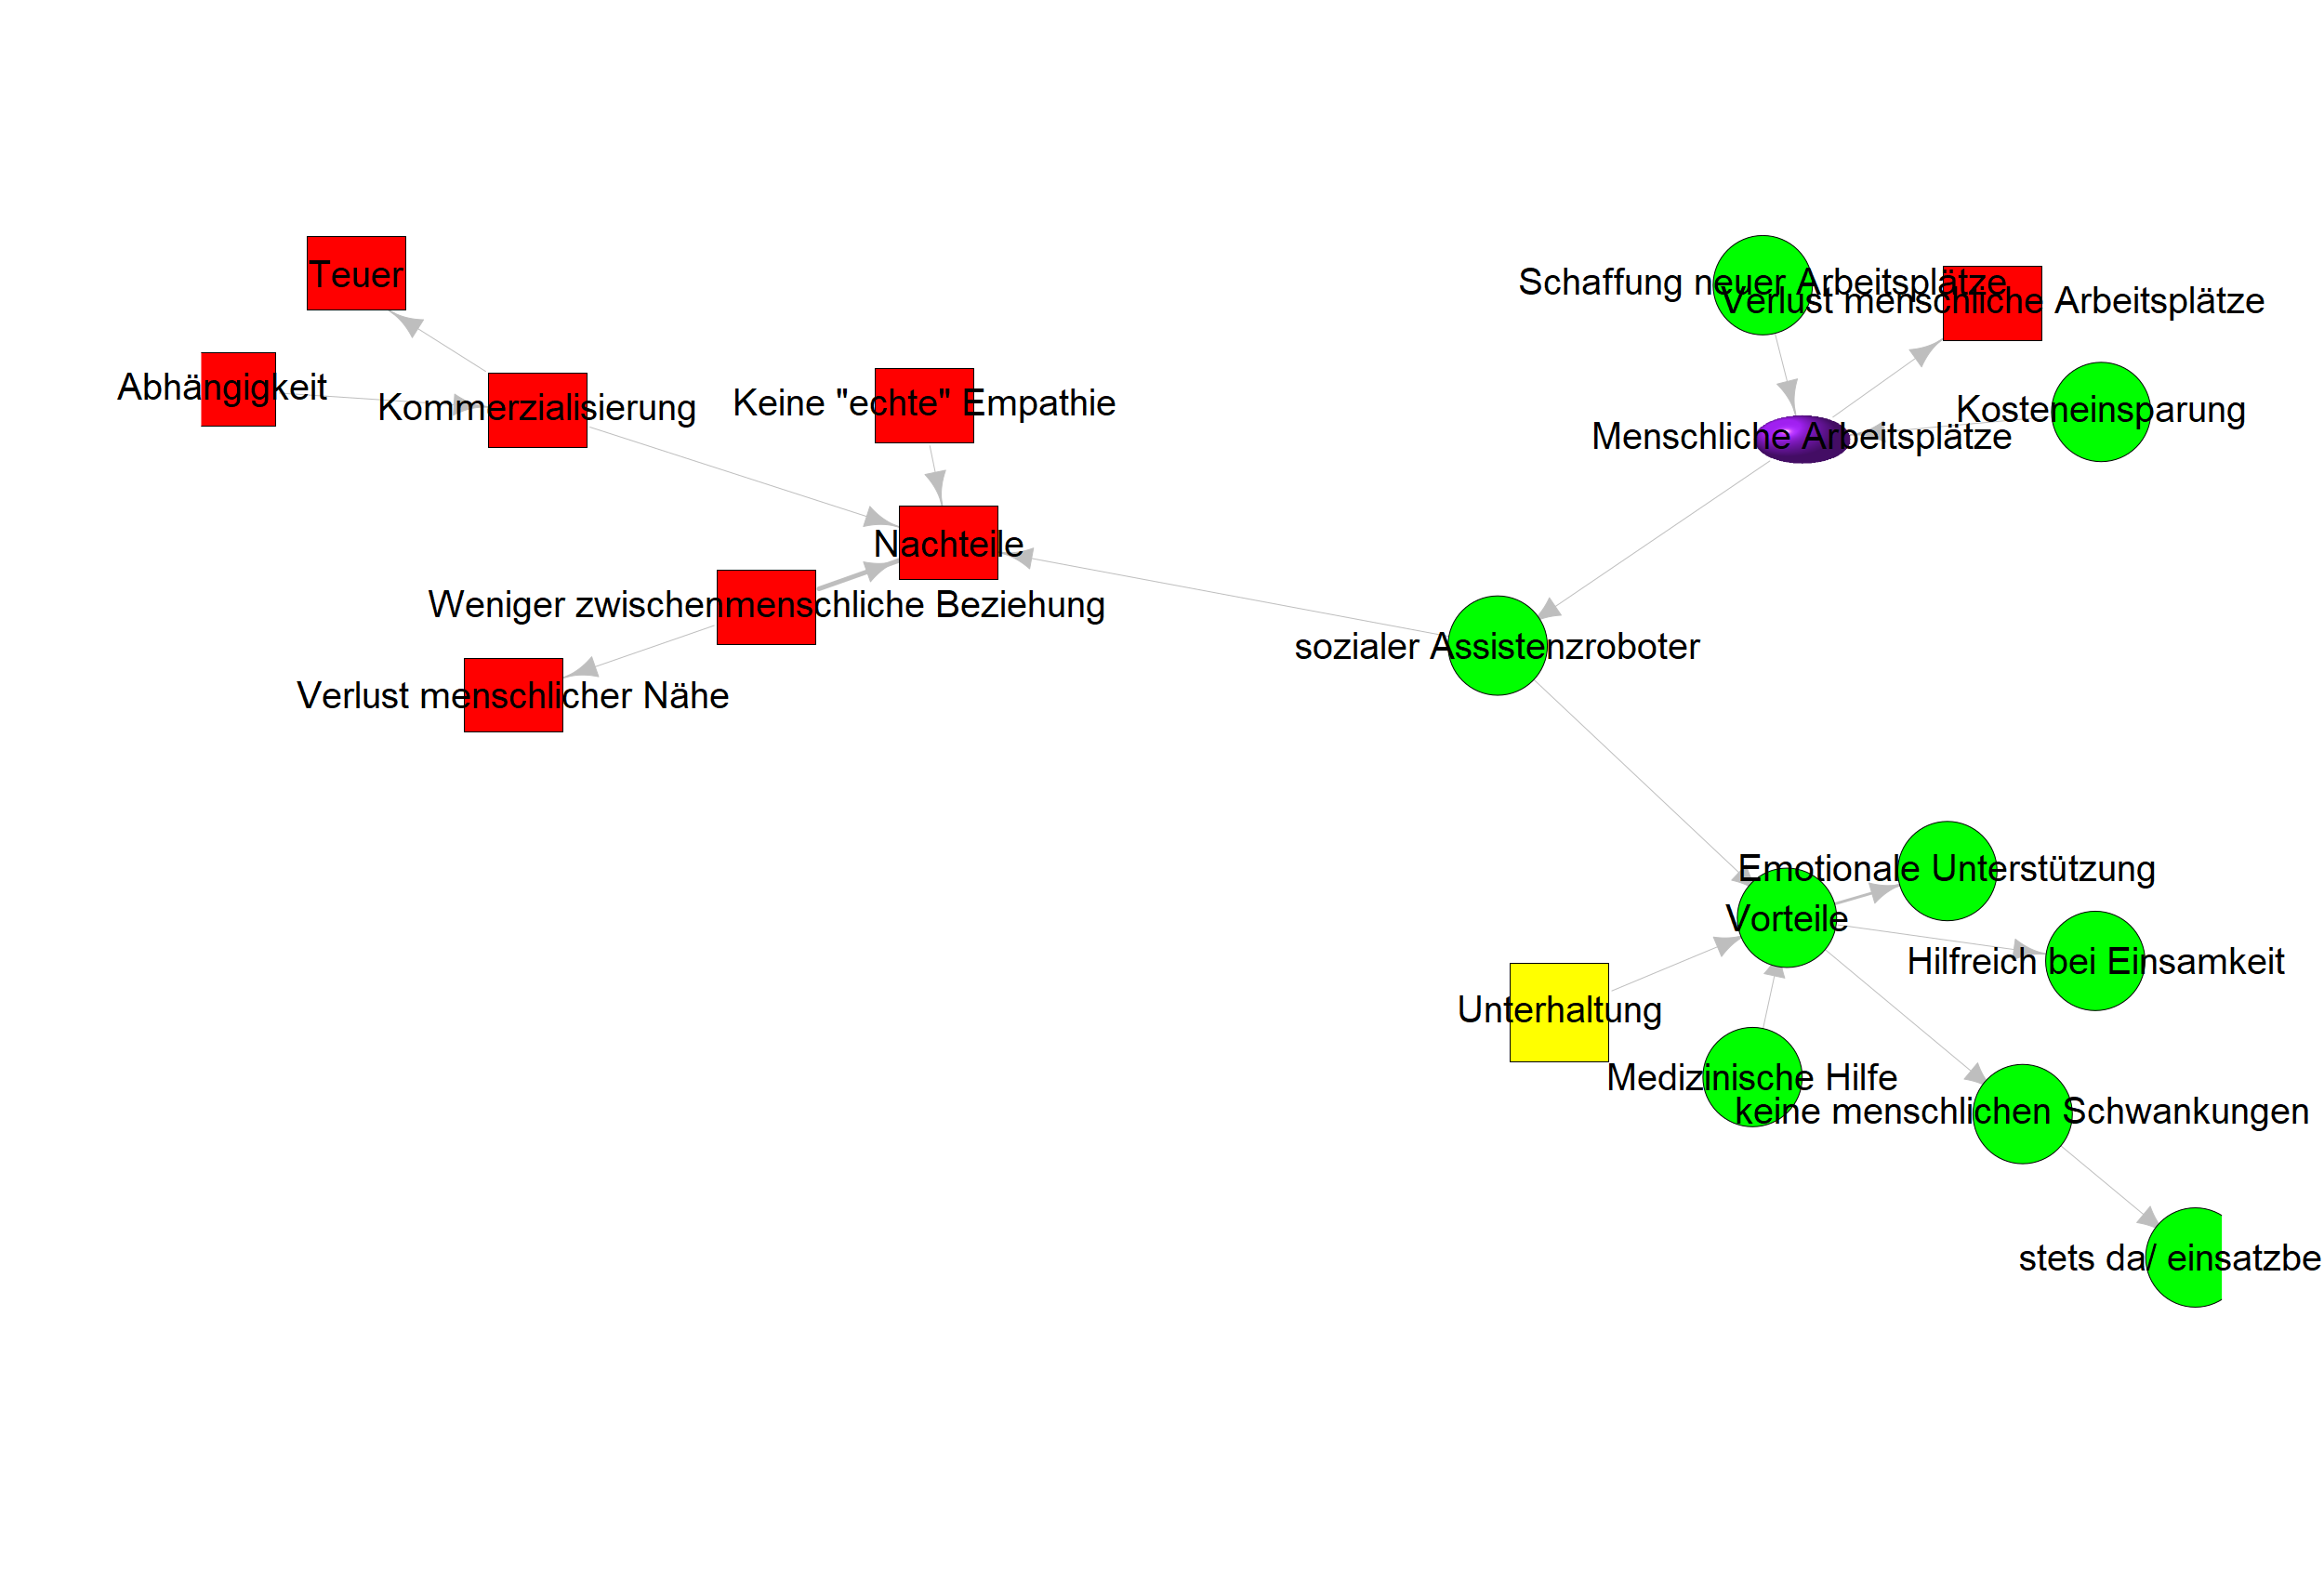 Teuer
Schaffung neuer Arbeitsplätze
Verlust menschliche Arbeitsplätze
Abhängigkeit
Kommerzialisierung
Keine "echte" Empathie
Kosteneinsparung
Menschliche Arbeitsplätze
Nachteile
Weniger zwischenmenschliche Beziehung
sozialer Assistenzroboter
Verlust menschlicher Nähe
Emotionale Unterstützung
Vorteile
Hilfreich bei Einsamkeit
Unterhaltung
Medizinische Hilfe
keine menschlichen Schwankungen
stets da/ einsatzbe